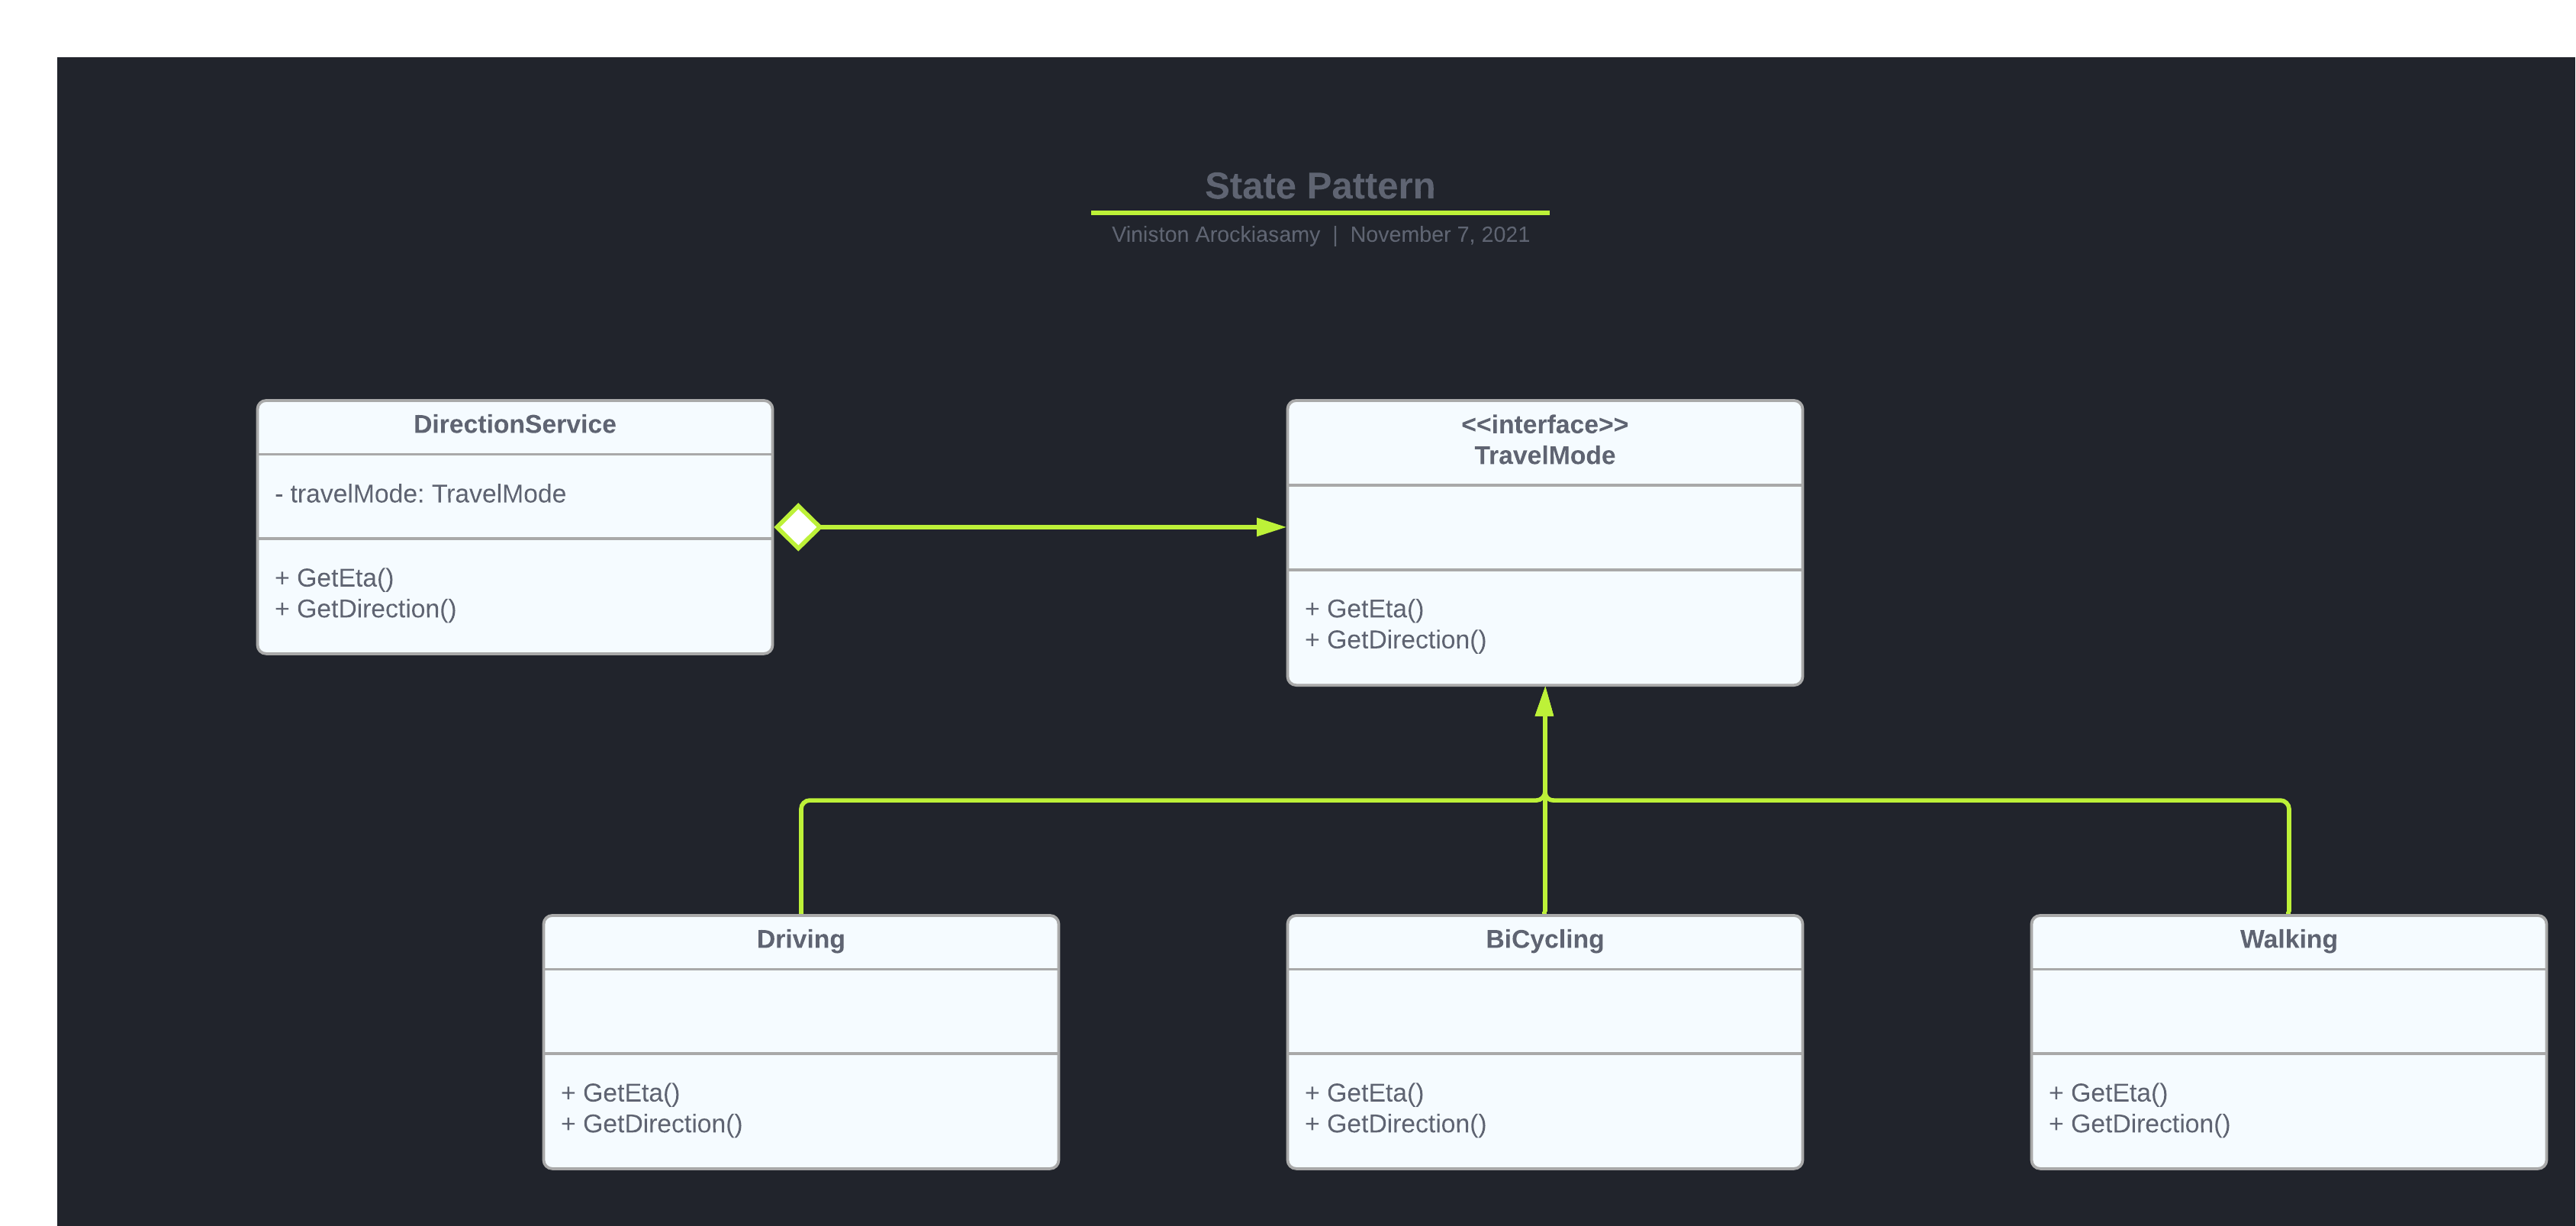 State Pattern
Viniston Arockiasamy | November 7, 2021
DirectionService
- travelMode: TravelMode
+ GetEta()
+ GetDirection()
<<interface>>
TravelMode
+ GetEta()
+ GetDirection()
Driving
+ GetEta()
+ GetDirection()
BiCycling
+ GetEta()
+ GetDirection()
Walking
+ GetEta()
+ GetDirection()